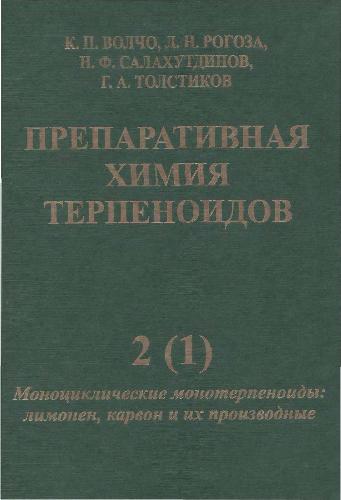 К. П. ВОЛЧО, Л. Н. РОГОЗА,
Н. Ф. САЛАХУТДИНОВ,
Г. А. ТОЛСТИКОВ
ПРЕПАРАТИВНАЯ
ХИМИЯ
ТЕРПЕНОИДОВ
2 (1)
Моноциклические монотерпеноиды:
лимонен, карвон и их производные